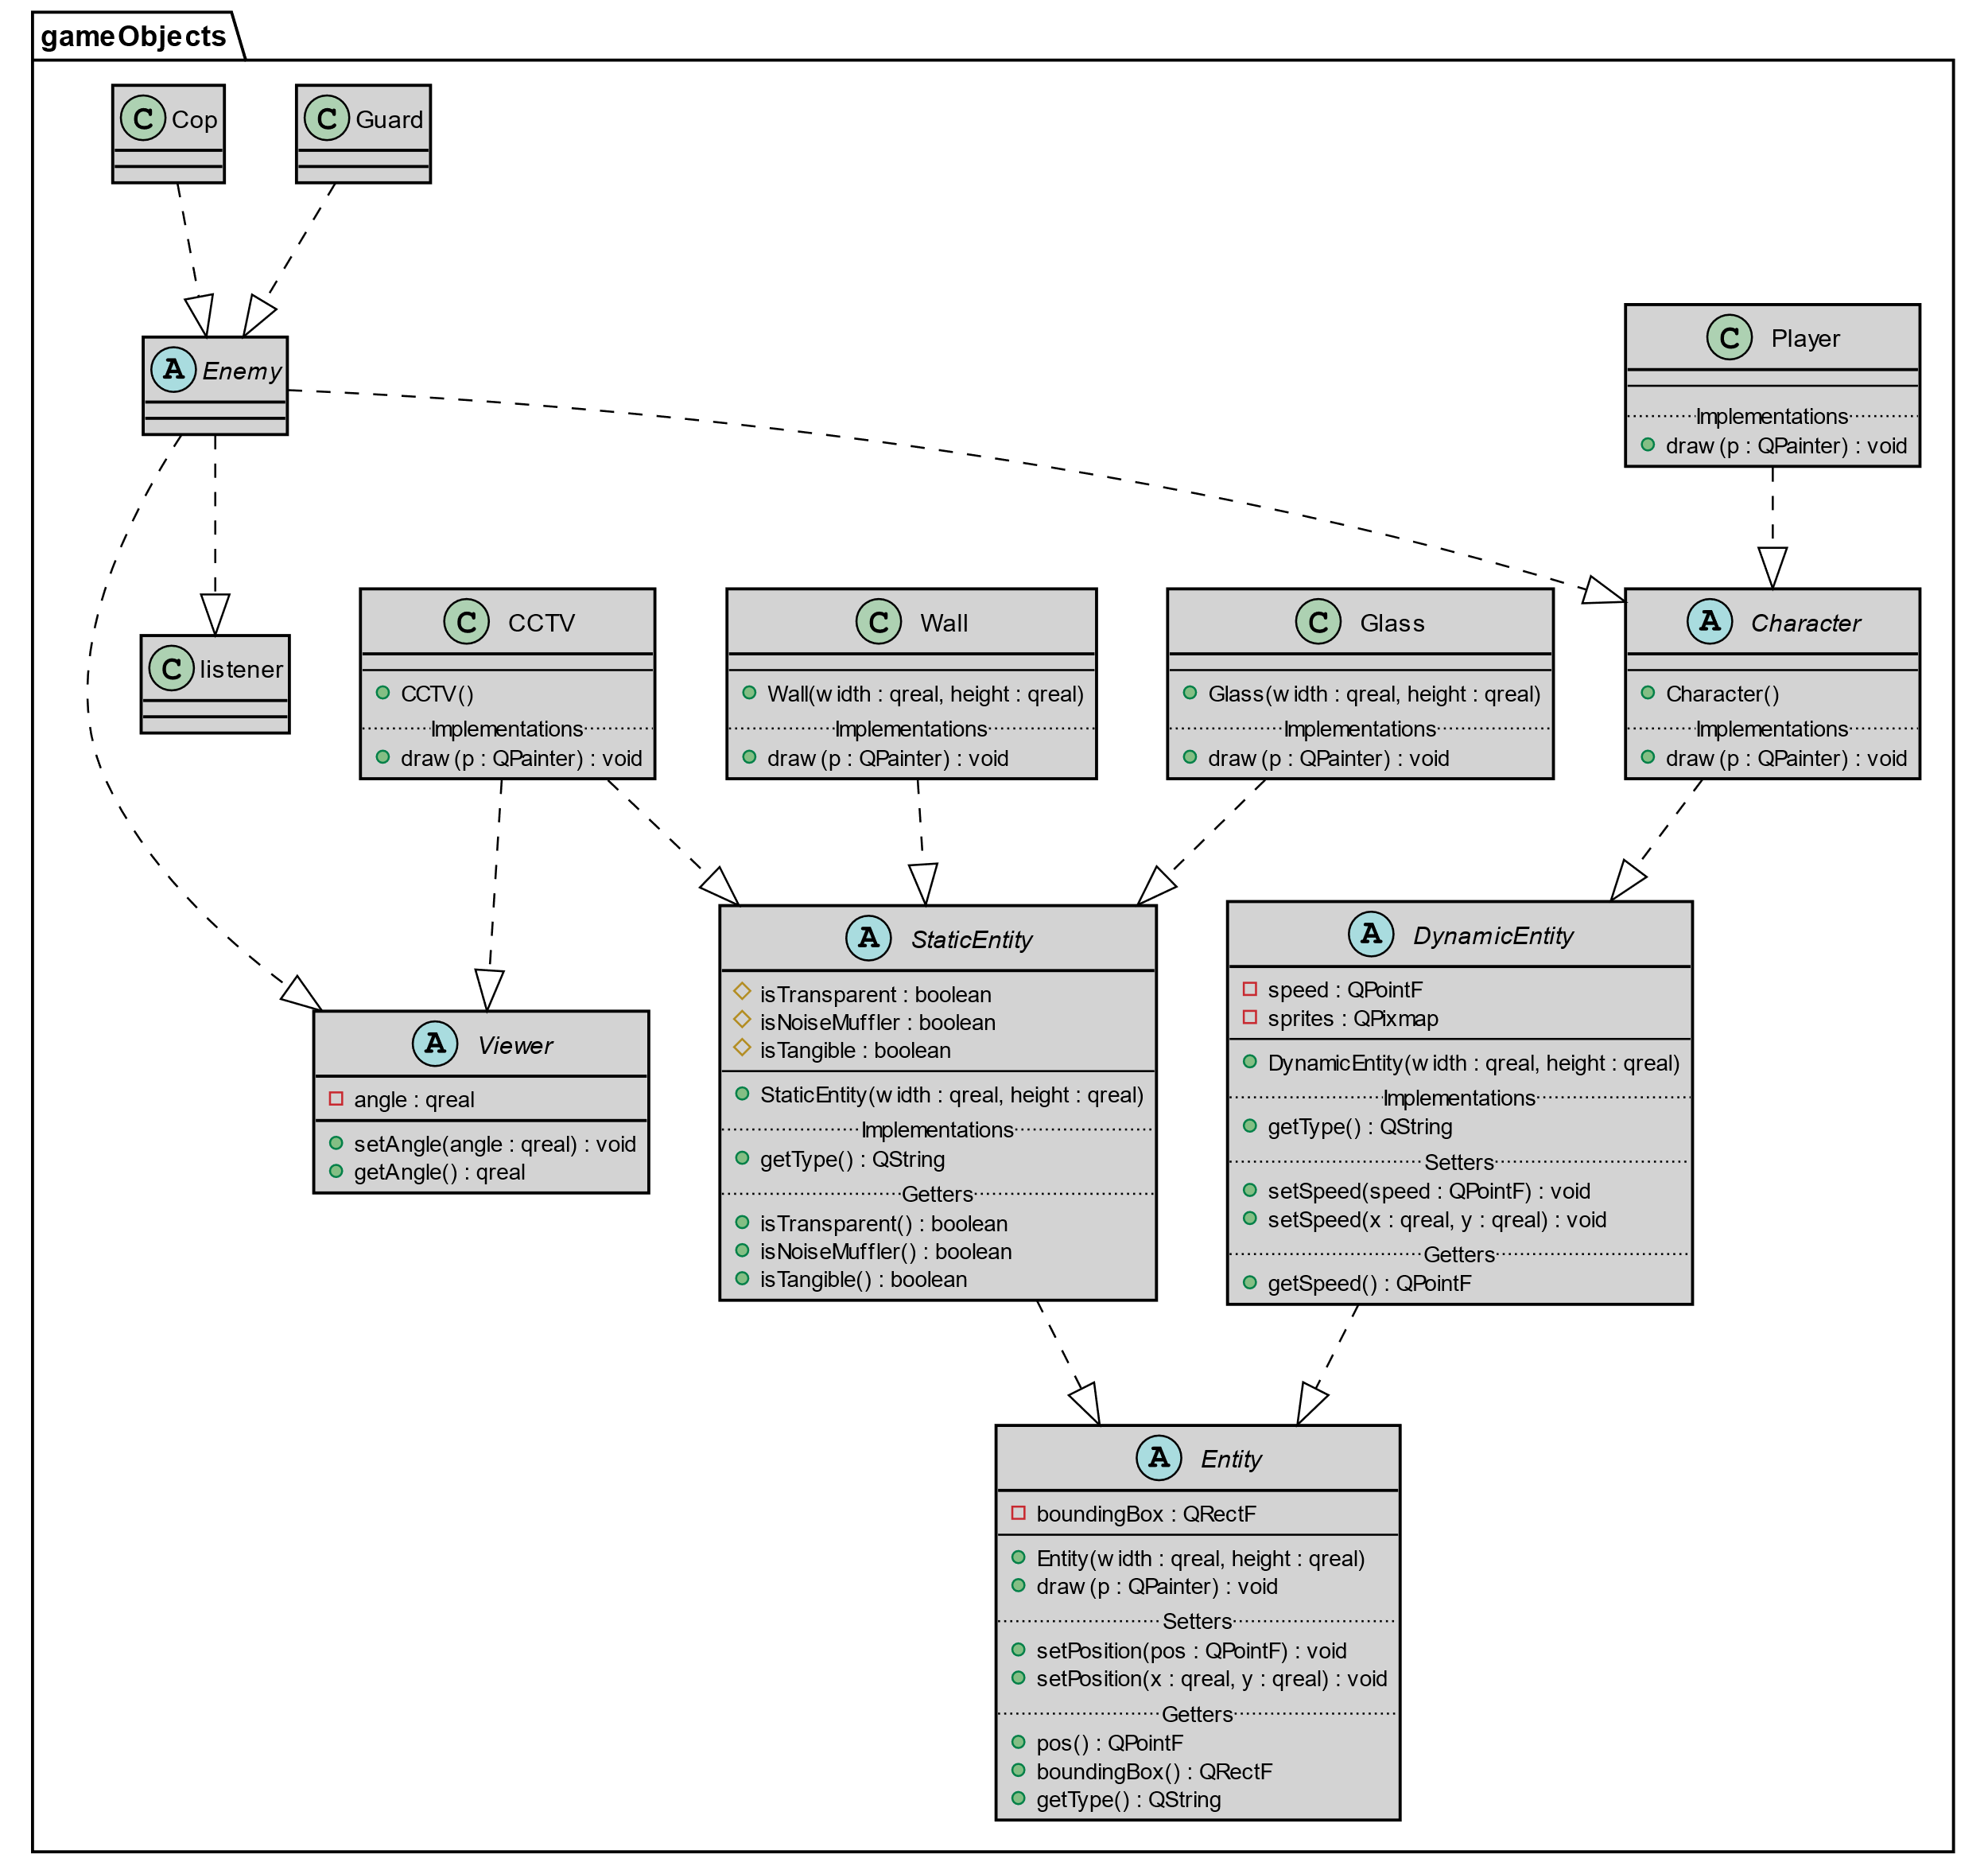 gameObjects
C Cop
C Guard
A Enemy
C Player
Implementations
draw(p : QPainter) : void
C listener
C CCTV
CCTV()
Implementations
draw(p : QPainter) : void
C Wall
Wall(width : qreal, height : qreal)
Implementations
draw(p : QPainter) : void
C Glass
Glass(width : qreal, height : qreal)
Implementations
draw(p : QPainter) : void
A Character
Character()
Implementations
draw(p : QPainter) : void
A Viewer
angle : qreal
setAngle(angle : qreal) : void
getAngle() : qreal
A StaticEntity
isTransparent : boolean
isNoiseMuffler : boolean
isTangible : boolean
StaticEntity(width : qreal, height : qreal)
Implementations
getType() : QString
Getters
isTransparent() : boolean
isNoiseMuffler() : boolean
isTangible() : boolean
A DynamicEntity
speed : QPointF
sprites : QPixmap
DynamicEntity(width : qreal, height : qreal)
Implementations
getType() : QString
Setters
setSpeed(speed : QPointF) : void
setSpeed(x : qreal, y : qreal) : void
Getters
getSpeed() : QPointF
A Entity
boundingBox : QRectF
Entity(width : qreal, height : qreal)
draw(p : QPainter) : void
Setters
setPosition(pos : QPointF) : void
setPosition(x : qreal, y : qreal) : void
Getters
pos() : QPointF
boundingBox() : QRectF
getType() : QString